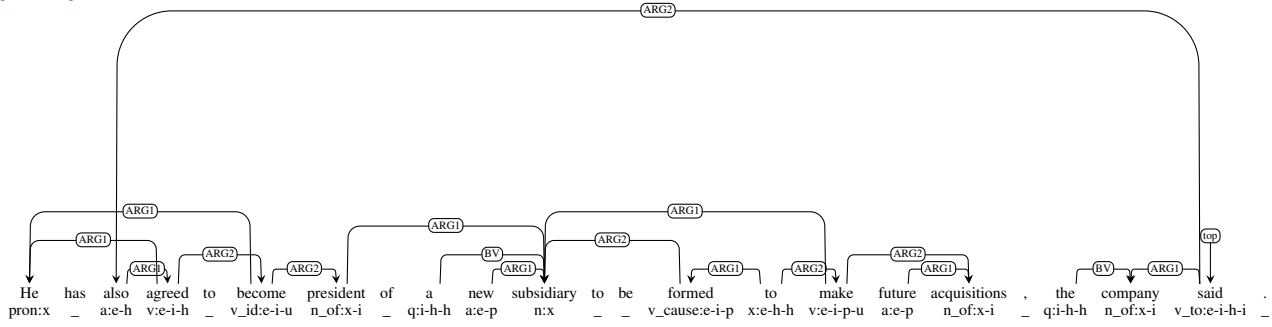 ARG2
ARG1 ARG1 ARG1
top
ARG1 ARG1 ARG2 ARG2 BV ARG1 ARG2 ARG1 ARG2 ARG2 ARG1 BV ARG1
He has also agreed to become president of a new subsidiary to be formed to make future acquisitions , the company said .
pron:x _ a:e-h v:e-i-h _ v_id:e-i-u n_of:x-i _ q:i-h-h a:e-p n:x _ _ v_cause:e-i-p x:e-h-h v:e-i-p-u a:e-p n_of:x-i _ q:i-h-h n_of:x-i v_to:e-i-h-i _